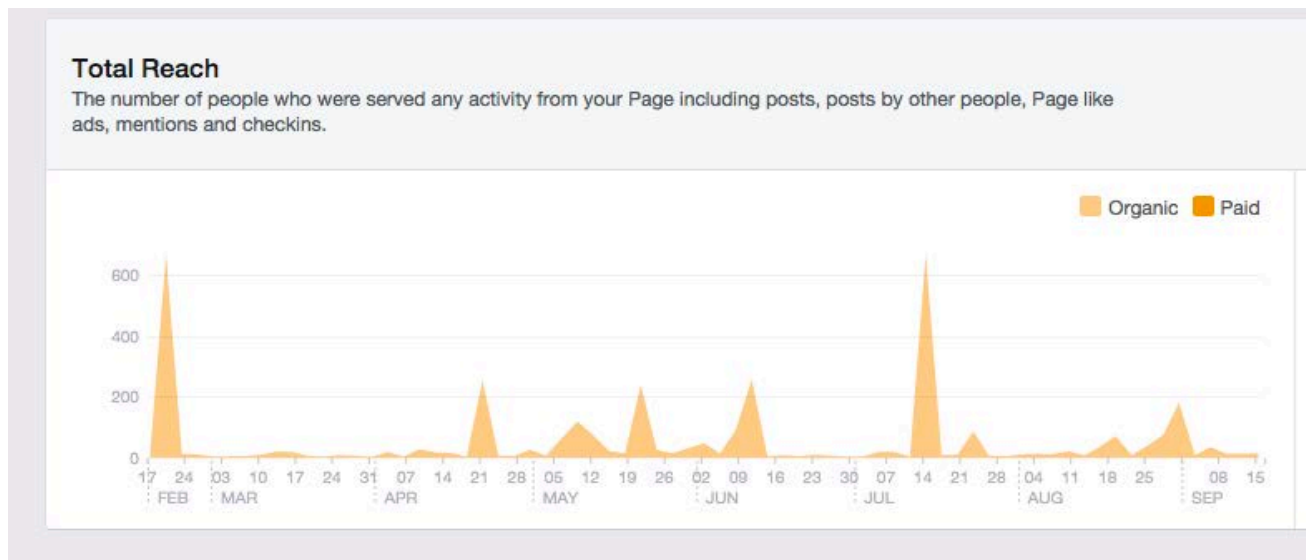 Total Reach
The number of people who were served any activity from your Page including posts, posts by other people, Page like
ads, mentions and checkins.
Organic Paid
600
400
200
0
17 24 03 10 17 24 31 07 14 21 28 05 12 19 26 02 09 16 23 30 07 14 21 28 04 11 18 25 08 15
FEB MAR APR MAY JUN JUL AUG SEP